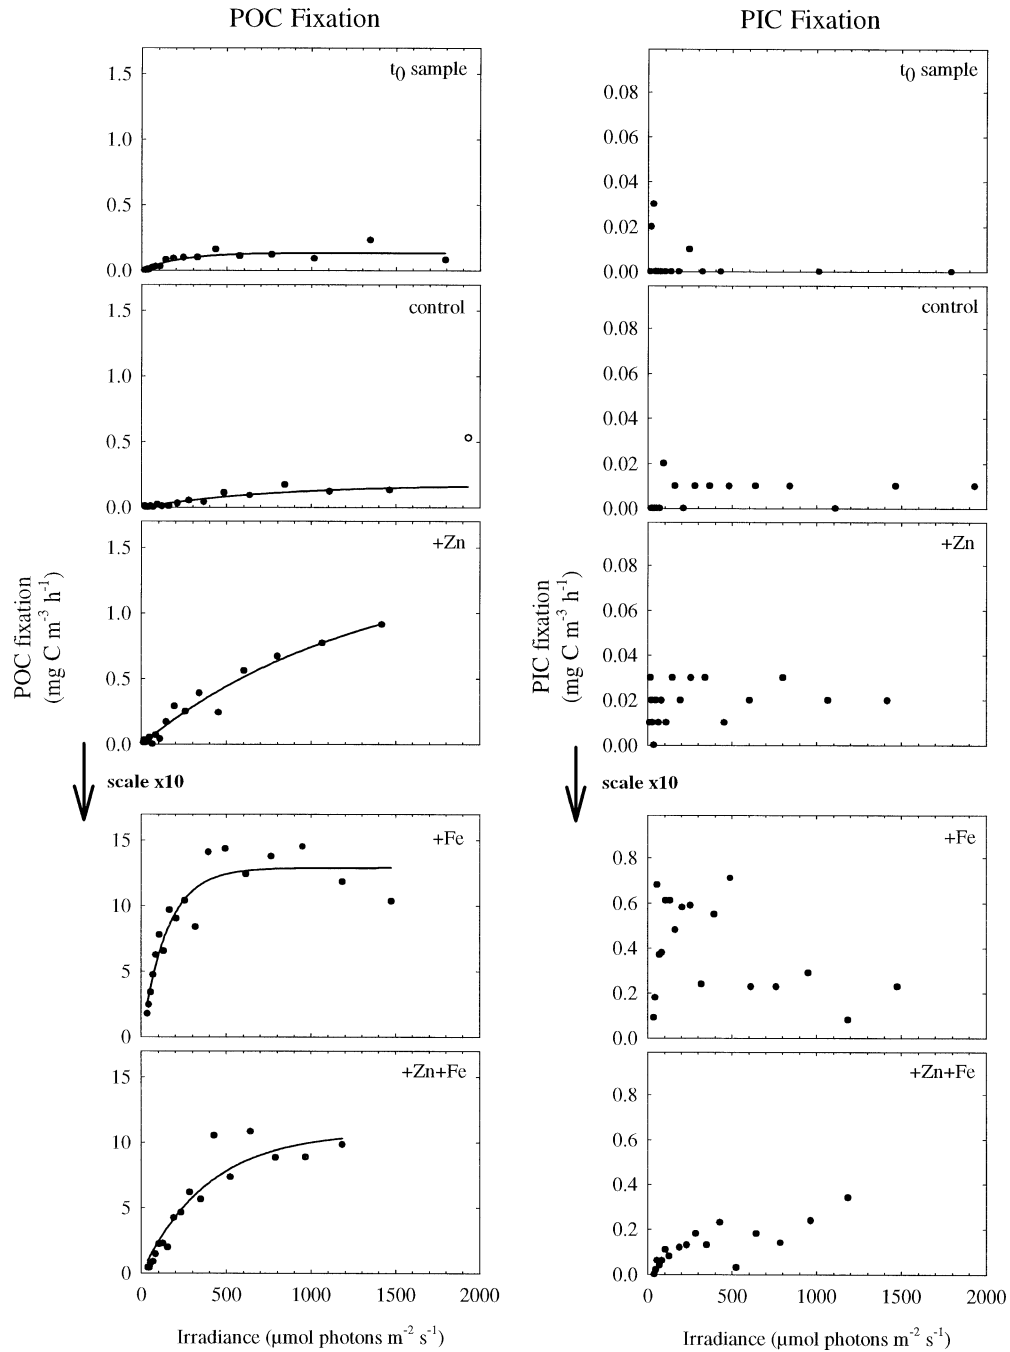 POC Fixation
PIC Fixation
t0 sample
1.5
1.0
0.5
0.0
t0 sample
0.08
0.06
0.04
0.02
0.00
control
1.5
1.0
0.5
0.0
control
0.08
0.06
0.04
0.02
0.00
+Zn
1.5
1.0
0.5
0.0
+Zn
0.08
0.06
0.04
0.02
0.00
POC fixation
(mg C m-3 h-1)
PIC fixation
(mg C m-3 h-1)
scale x10
scale x10
+Fe
15
10
5
0
+Fe
0.8
0.6
0.4
0.2
0.0
+Zn+Fe
15
10
5
0
+Zn+Fe
0.8
0.6
0.4
0.2
0.0
0 500 1000 1500 2000
0 500 1000 1500 2000
Irradiance (µmol photons m-2 s-1)
Irradiance (µmol photons m-2 s-1)